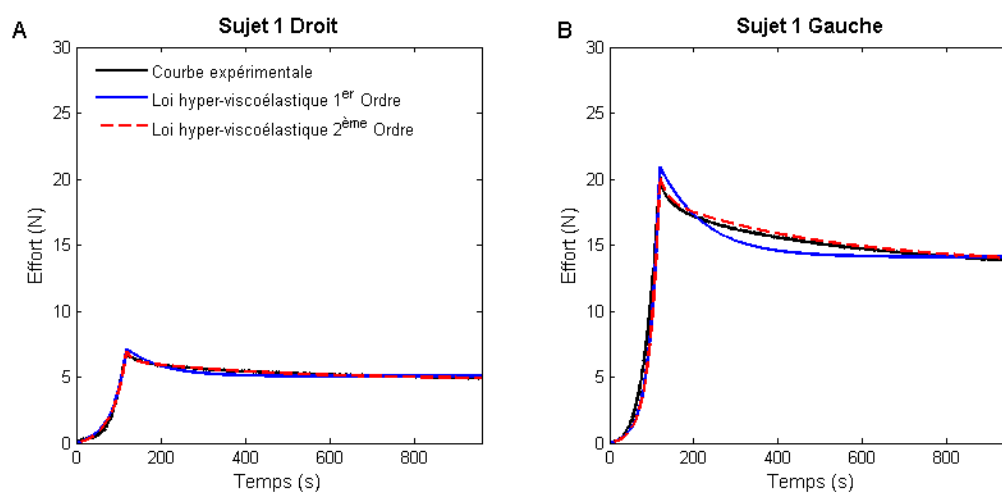 A
Sujet 1 Droit
30
25
20
15
10
5
0
Effort (N)
Courbe expérimentale
Loi hyper-viscoélastique 1er Ordre
Loi hyper-viscoélastique 2ème Ordre
0 200 400 600 800
Temps (s)
B
Sujet 1 Gauche
30
25
20
15
10
5
0
Effort (N)
0 200 400 600 800
Temps (s)